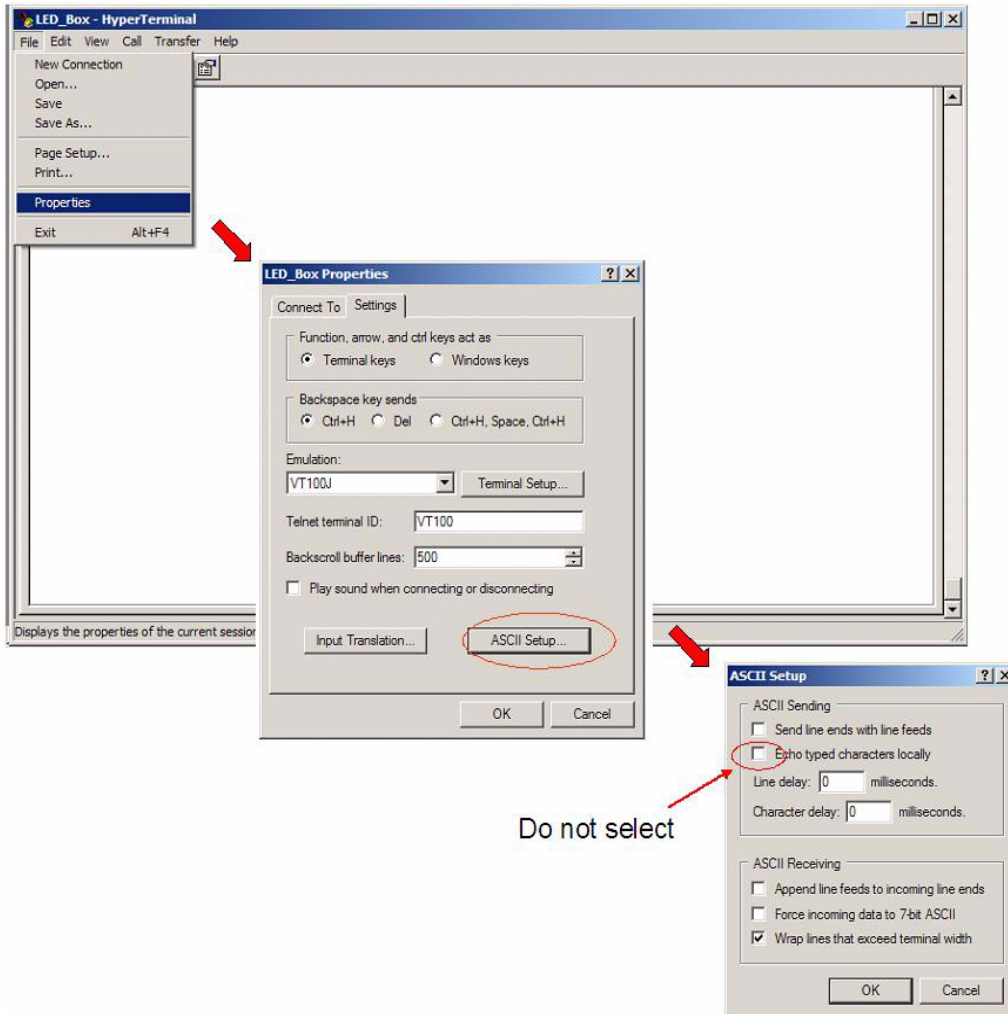 LED_Box - HyperTerminal
File Edit View Call Transfer Help
New Connection
Open...
Save
Save As...
Page Setup...
Print...
Properties
Exit Alt+F4
Displays the properties of the current session
LED_Box Properties
Connect To Settings
Function, arrow, and ctrl keys act as
Terminal keys Windows keys
Backspace key sends
Ctrl+H Del Ctrl+H, Space, Ctrl+H
Emulation:
VT100J Terminal Setup...
Telnet terminal ID: VT100
Backscroll buffer lines: 500
Play sound when connecting or disconnecting
Input Translation... ASCII Setup...
OK Cancel
ASCII Setup
ASCII Sending
Send line ends with line feeds
Echo typed characters locally
Line delay: 0 milliseconds.
Character delay: 0 milliseconds.
Do not select
ASCII Receiving
Append line feeds to incoming line ends
Force incoming data to 7-bit ASCII
Wrap lines that exceed terminal width
OK Cancel